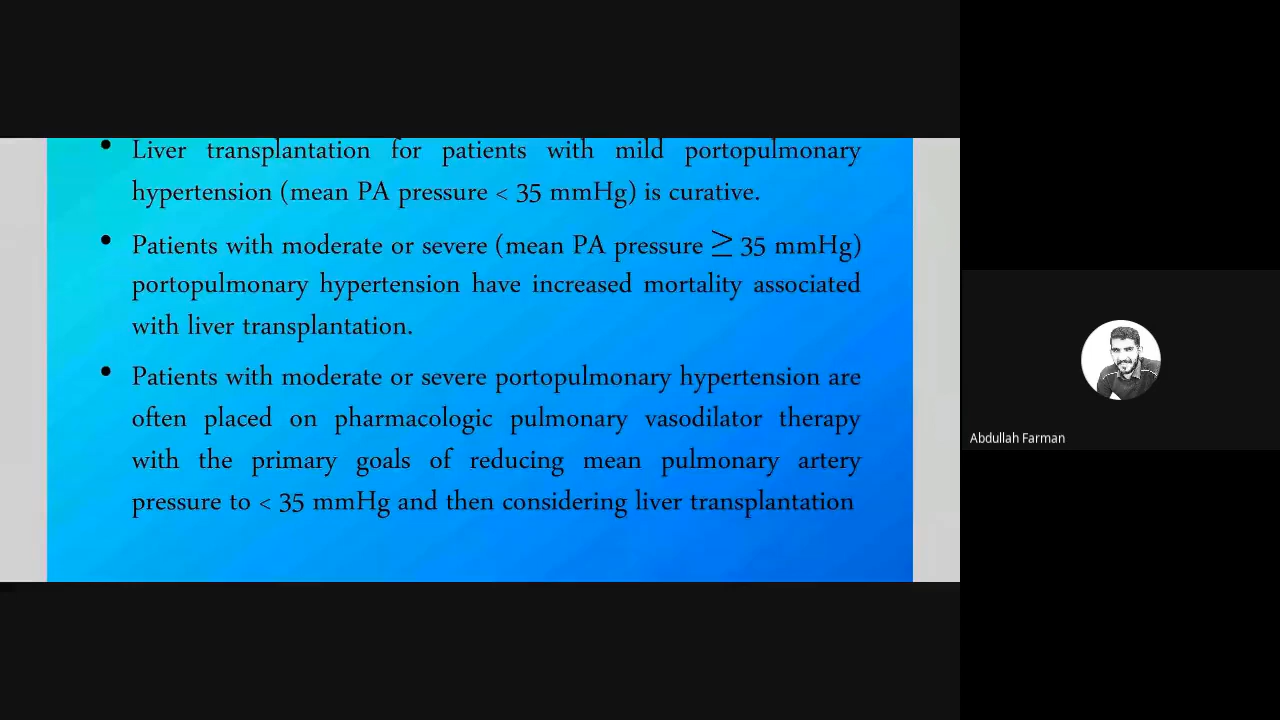 • Liver transplantation for patients with mild portopulmonary
hypertension (mean PA pressure < 35 mmHg) is curative.
• Patients with moderate or severe (mean PA pressure ≥ 35 mmHg)
portopulmonary hypertension have increased mortality associated
with liver transplantation.
• Patients with moderate or severe portopulmonary hypertension are
often placed on pharmacologic pulmonary vasodilator therapy
with the primary goals of reducing mean pulmonary artery
pressure to < 35 mmHg and then considering liver transplantation
Abdullah Farman